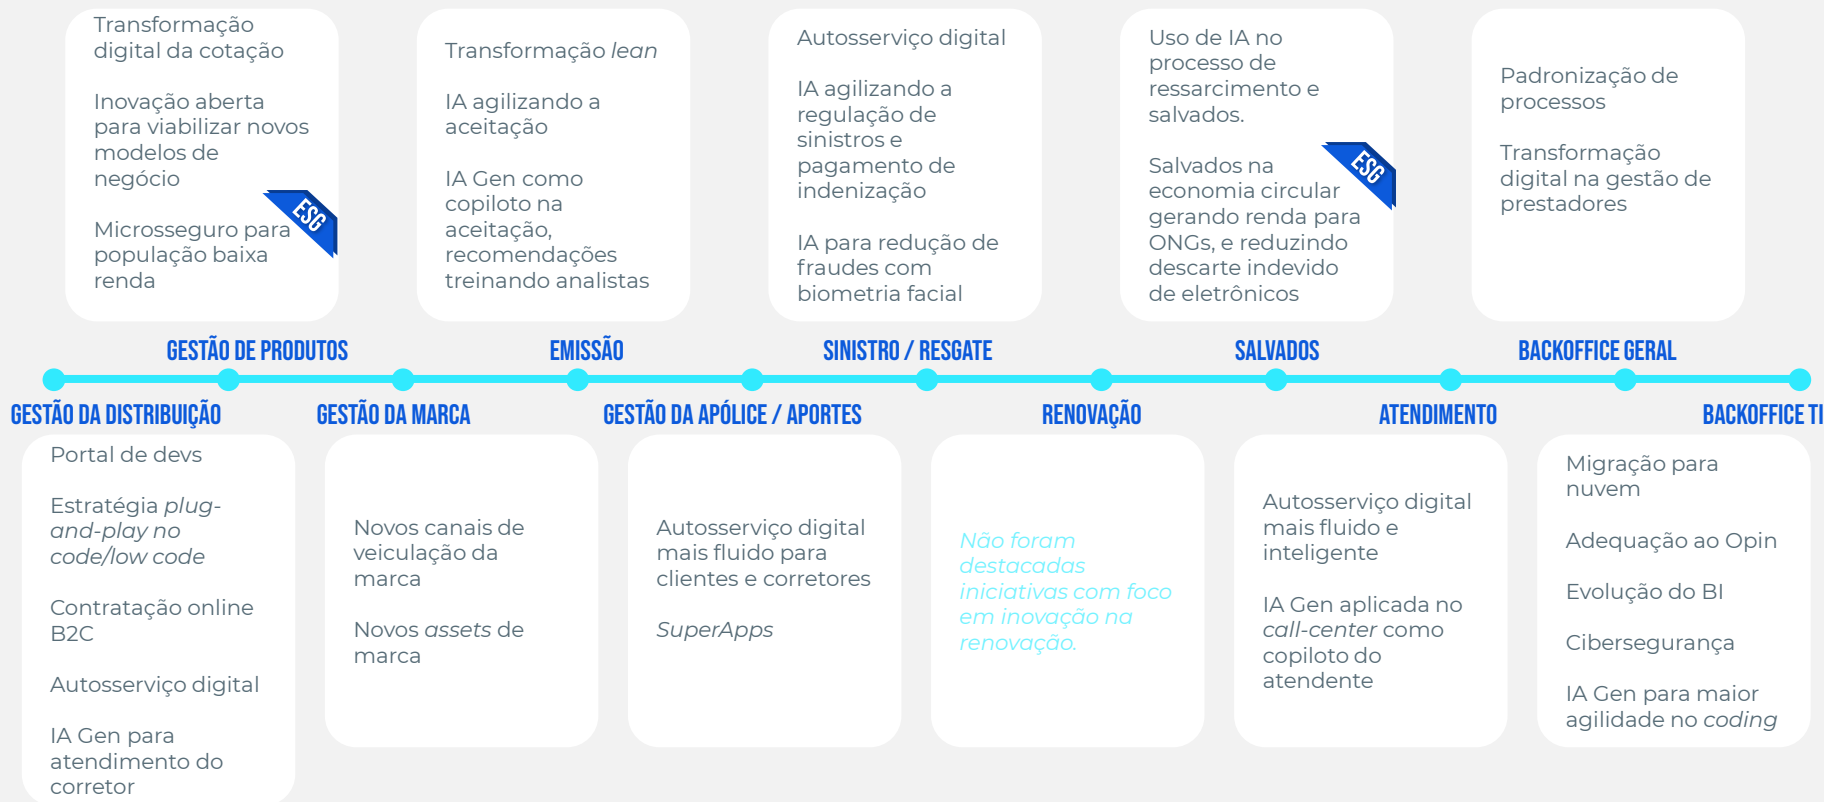 Transformação
digital da cotação
Inovação aberta
para viabilizar novos
modelos de
negócio
Microsseguro para
população baixa
renda
ESG
Transformação lean
IA agilizando a
aceitação
IA Gen como
copiloto na
aceitação,
recomendações
treinando analistas
Autosserviço digital
IA agilizando a
regulação de
sinistros e
pagamento de
indenização
IA para redução de
fraudes com
biometria facial
Uso de IA no
processo de
ressarcimento e
salvados.
Salvados na
economia circular
gerando renda para
ONGs, e reduzindo
descarte indevido
de eletrônicos
ESG
Padronização de
processos
Transformação
digital na gestão de
prestadores
GESTÃO DE PRODUTOS
EMISSÃO
SINISTRO / RESGATE
SALVADOS
BACKOFFICE GERAL
GESTÃO DA DISTRIBUIÇÃO
GESTÃO DA MARCA
GESTÃO DA APÓLICE / APORTES
RENOVAÇÃO
ATENDIMENTO
BACKOFFICE TI
Portal de devs
Estratégia plug-
and-play no
code/low code
Contratação online
B2C
Autosserviço digital
IA Gen para
atendimento do
corretor
Novos canais de
veiculação da
marca
Novos assets de
marca
Autosserviço digital
mais fluido para
clientes e corretores
SuperApps
Não foram
destacadas
iniciativas com foco
em inovação na
renovação.
Autosserviço digital
mais fluido e
inteligente
IA Gen aplicada no
call-center como
copiloto do
atendente
Migração para
nuvem
Adequação ao Opin
Evolução do BI
Cibersegurança
IA Gen para maior
agilidade no coding